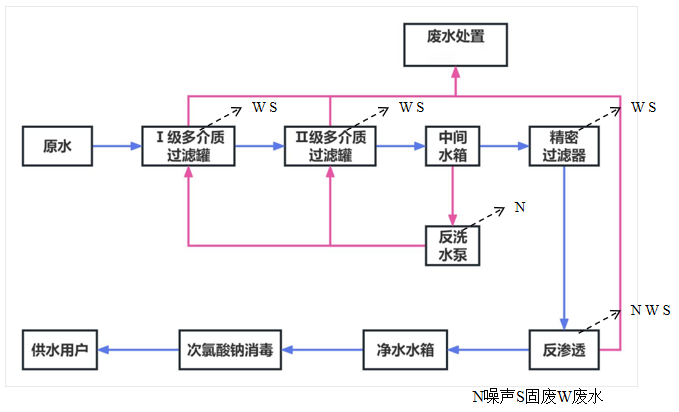 废水处置
W S
W S
W S
原水
Ⅰ级多介质
过滤罐
Ⅱ级多介质
过滤罐
中间
水箱
精密
过滤器
N
反洗
水泵
N W S
供水用户
次氯酸钠消毒
净水水箱
反渗透
N噪声S固废W废水